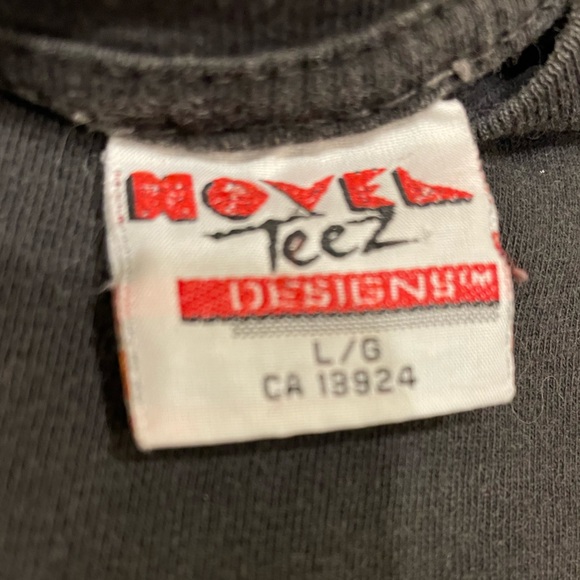 NOVEL
TeeZ
DESIGNS™
L/G
CA 13924